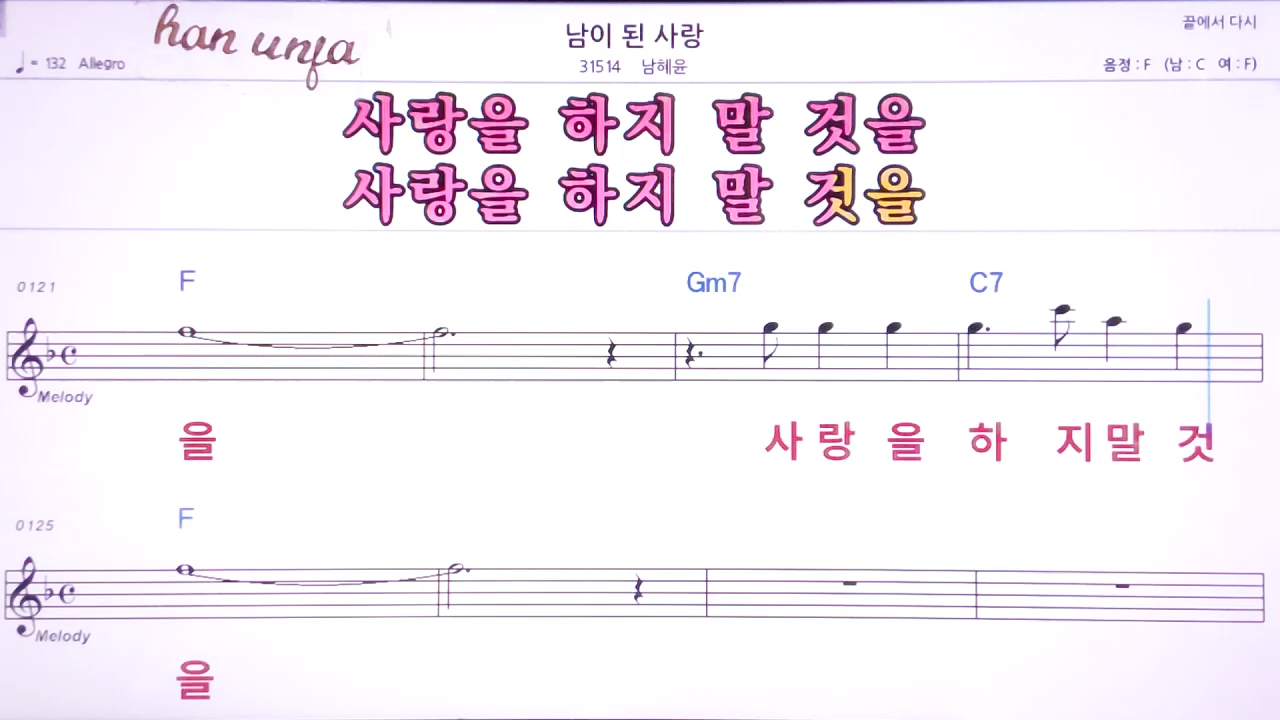 han unja
남이 된 사랑
끝에서 다시
♩= 132 Allegro
31514 남혜윤
음정 : F (남 : C 여 : F)
사랑을 하지 말 것을
사랑을 하지 말 것을
F Gm7 C7
0121
Melody
을 사 랑 을 하 지 말 것
F
0125
Melody
을